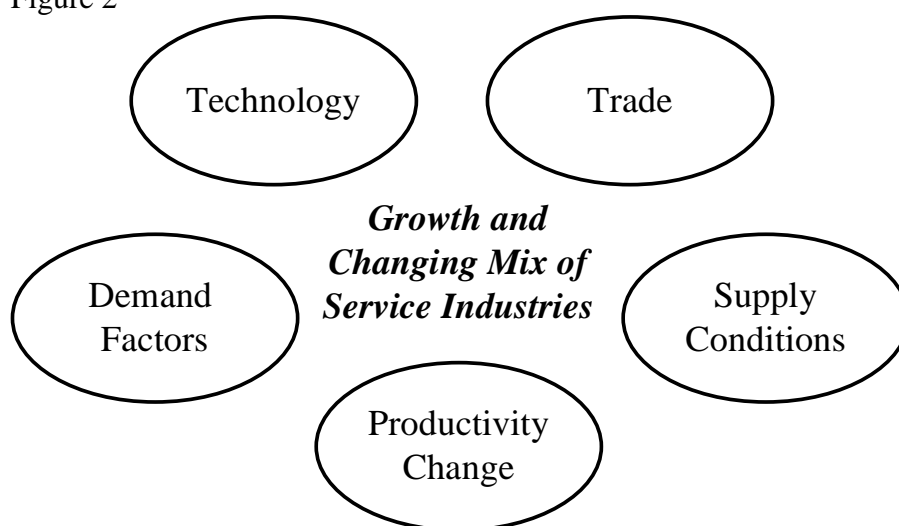 Figure 2
Technology
Trade
Growth and
Changing Mix of
Service Industries
Demand
Factors
Supply
Conditions
Productivity
Change